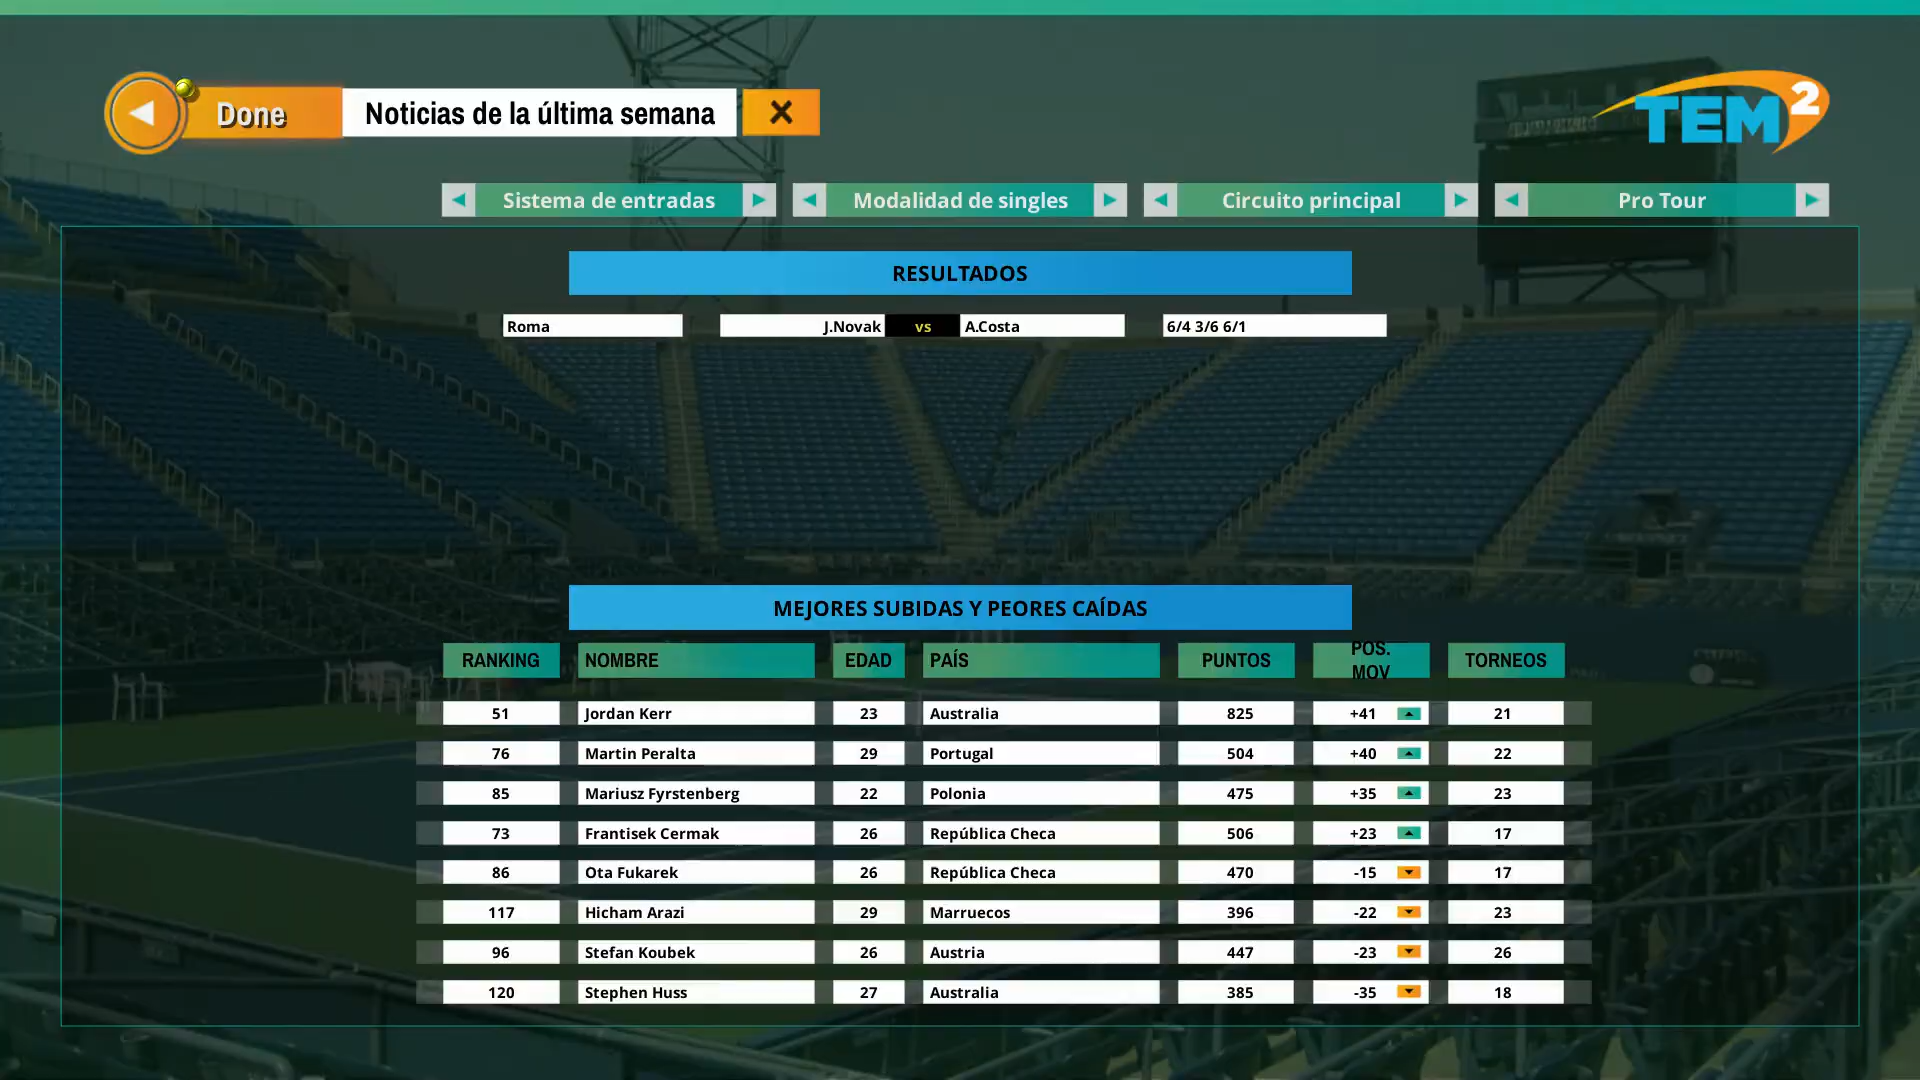 Done
Noticias de la última semana
TEM2
Sistema de entradas
Modalidad de singles
Circuito principal
Pro Tour
RESULTADOS
Roma J.Novak vs A.Costa 6/4 3/6 6/1
MEJORES SUBIDAS Y PEORES CAÍDAS
RANKING NOMBRE EDAD PAÍS PUNTOS POS. MOV TORNEOS
51 Jordan Kerr 23 Australia 825 +41 21
76 Martin Peralta 29 Portugal 504 +40 22
85 Mariusz Fyrstenberg 22 Polonia 475 +35 23
73 Frantisek Cermak 26 República Checa 506 +23 17
86 Ota Fukarek 26 República Checa 470 -15 17
117 Hicham Arazi 29 Marruecos 396 -22 23
96 Stefan Koubek 26 Austria 447 -23 26
120 Stephen Huss 27 Australia 385 -35 18